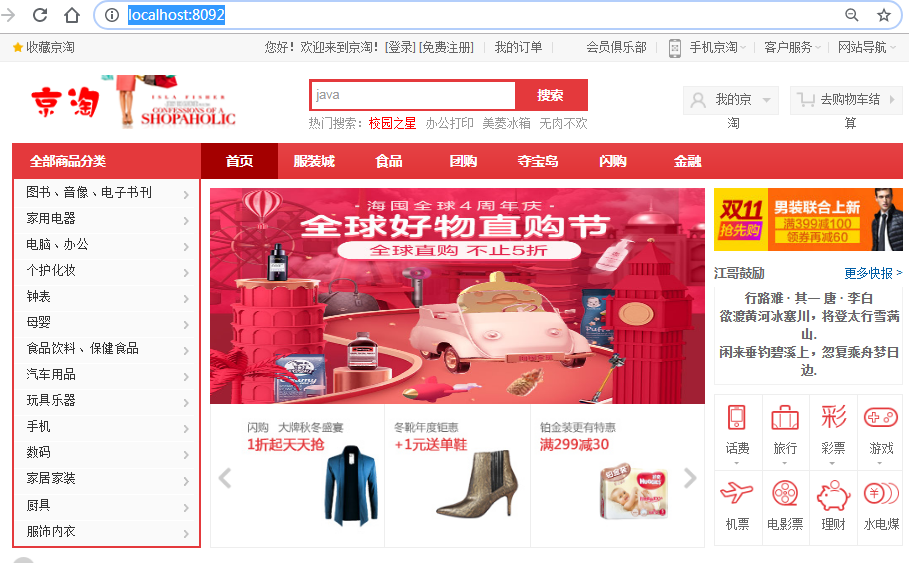 localhost:8092
收藏京淘
您好！欢迎来到京淘！[登录] [免费注册] 我的订单 会员俱乐部 手机京淘 客户服务 网站导航
京淘
ISLA FISHER
CONFESSIONS OF A
SHOPAHOLIC
java 搜索
我的京淘
去购物车结算
热门搜索：校园之星 办公打印 美菱冰箱 无肉不欢
全部商品分类 首页 服装城 食品 团购 夺宝岛 闪购 金融
图书、音像、电子书刊
家用电器
电脑、办公
个护化妆
钟表
母婴
食品饮料、保健食品
汽车用品
玩具乐器
手机
数码
家居家装
厨具
服饰内衣
· 海囤全球4周年庆 ·
全球好物直购节
全球直购 不止5折
闪购 大牌秋冬盛宴
1折起天天抢
冬靴年度钜惠
+1元送单鞋
铂金装更有特惠
满299减30
HUGGIES
铂金装
双11
抢先购
男装联合上新
满399减100
领券再减60
江哥鼓励 更多快报 >
行路难 · 其一 唐 · 李白
欲渡黄河冰塞川，将登太行雪满
山.
闲来垂钓碧溪上，忽复乘舟梦日
边.
话费 旅行 彩票 游戏
彩
机票 电影票 理财 水电煤